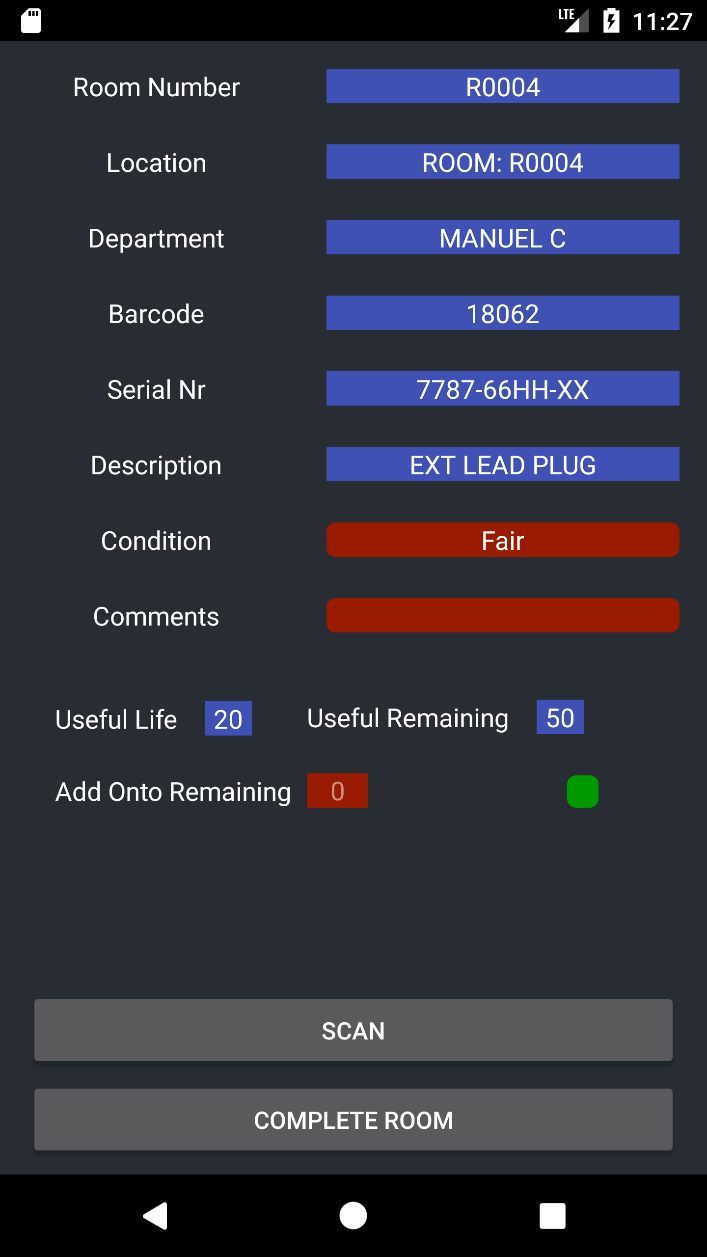 LTE 11:27
Room Number R0004
Location ROOM: R0004
Department MANUEL C
Barcode 18062
Serial Nr 7787-66HH-XX
Description EXT LEAD PLUG
Condition Fair
Comments
Useful Life 20 Useful Remaining 50
Add Onto Remaining 0
SCAN
COMPLETE ROOM